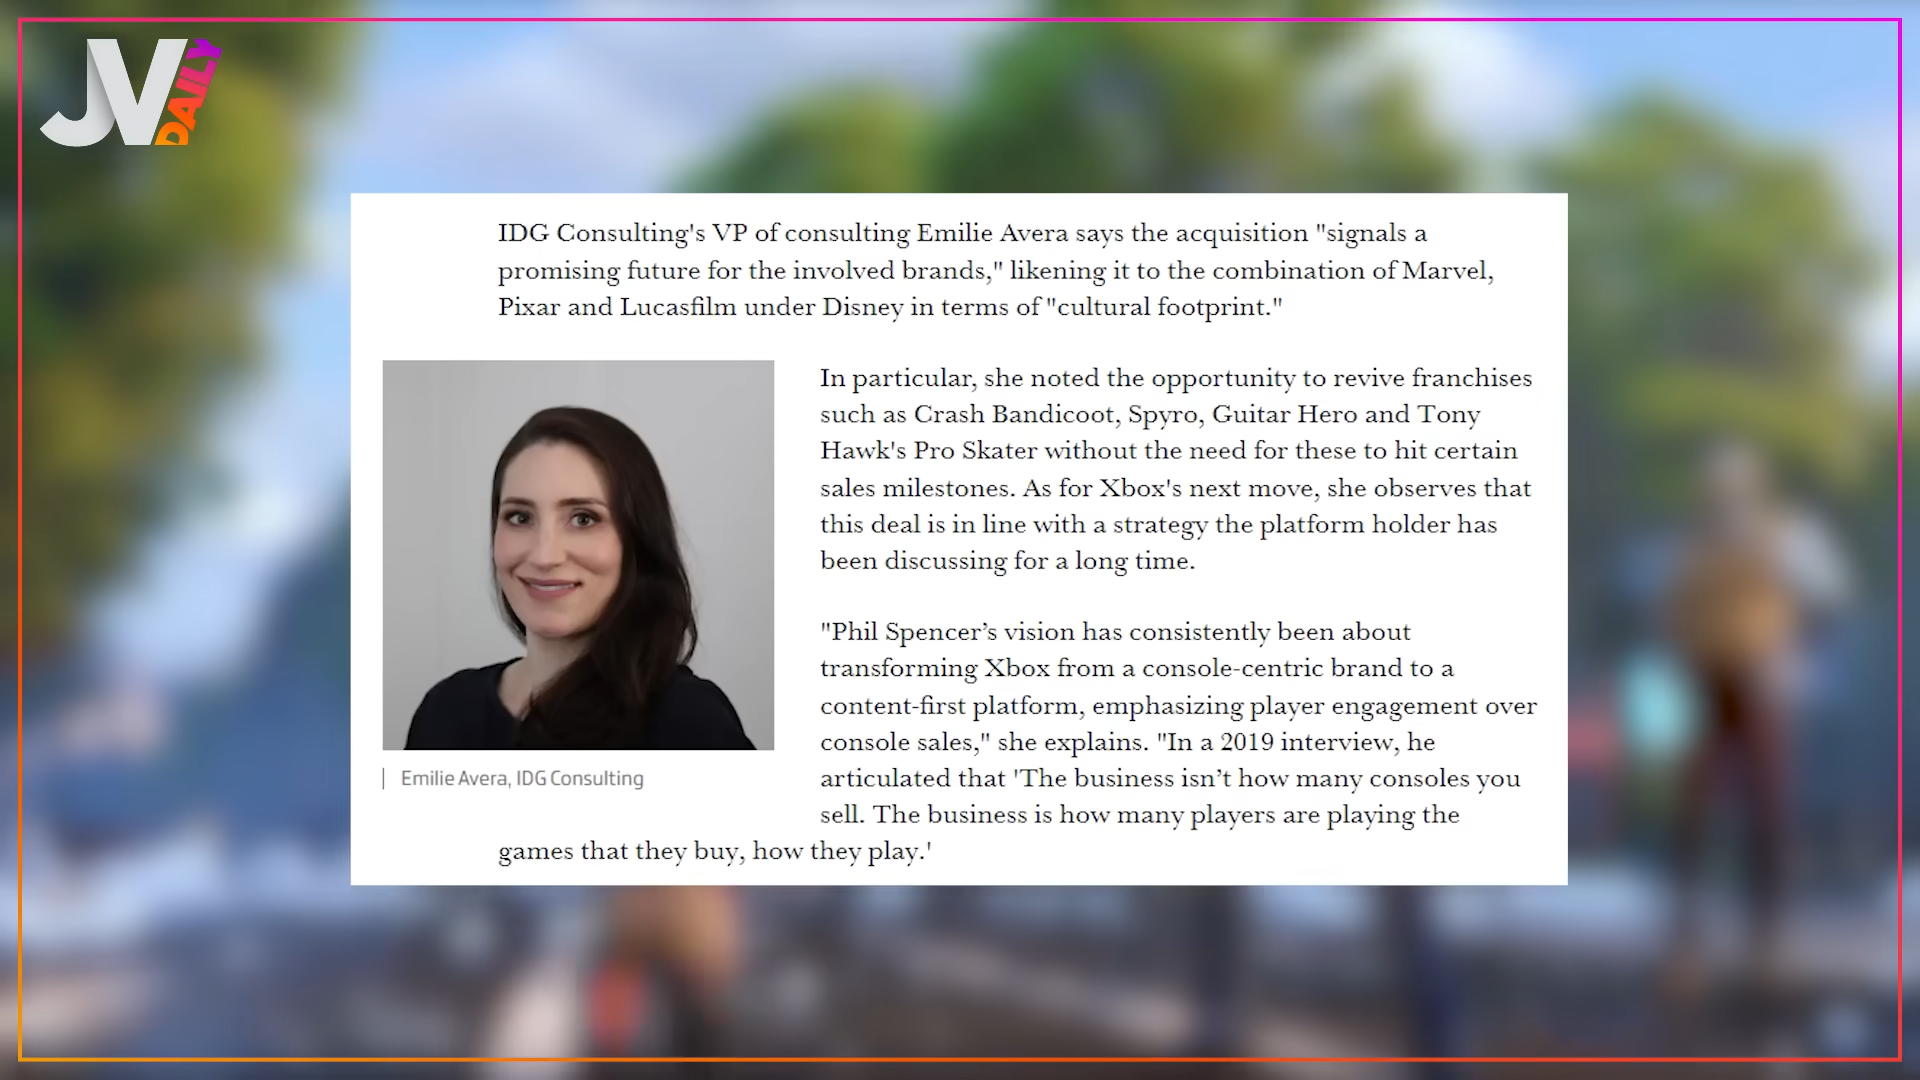 JV
DAILY
IDG Consulting's VP of consulting Emilie Avera says the acquisition "signals a
promising future for the involved brands," likening it to the combination of Marvel,
Pixar and Lucasfilm under Disney in terms of "cultural footprint."
In particular, she noted the opportunity to revive franchises
such as Crash Bandicoot, Spyro, Guitar Hero and Tony
Hawk's Pro Skater without the need for these to hit certain
sales milestones. As for Xbox's next move, she observes that
this deal is in line with a strategy the platform holder has
been discussing for a long time.
Emilie Avera, IDG Consulting
"Phil Spencer’s vision has consistently been about
transforming Xbox from a console-centric brand to a
content-first platform, emphasizing player engagement over
console sales," she explains. "In a 2019 interview, he
articulated that 'The business isn’t how many consoles you
sell. The business is how many players are playing the
games that they buy, how they play.'